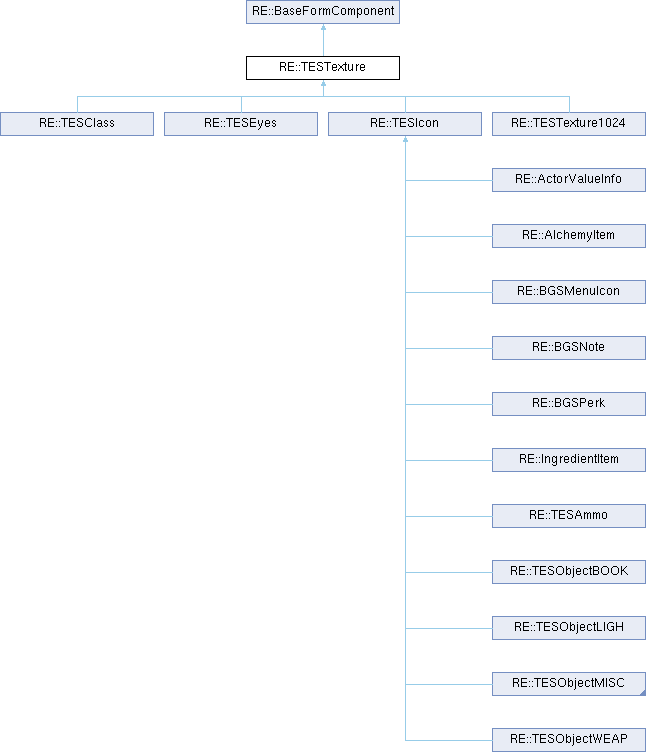 RE::BaseFormComponent
RE::TESTexture
RE::TESClass
RE::TESEyes
RE::TESIcon
RE::TESTexture1024
RE::ActorValueInfo
RE::AlchemyItem
RE::BGSMenuIcon
RE::BGSNote
RE::BGSPerk
RE::IngredientItem
RE::TESAmmo
RE::TESObjectBOOK
RE::TESObjectLIGH
RE::TESObjectMISC
RE::TESObjectWEAP